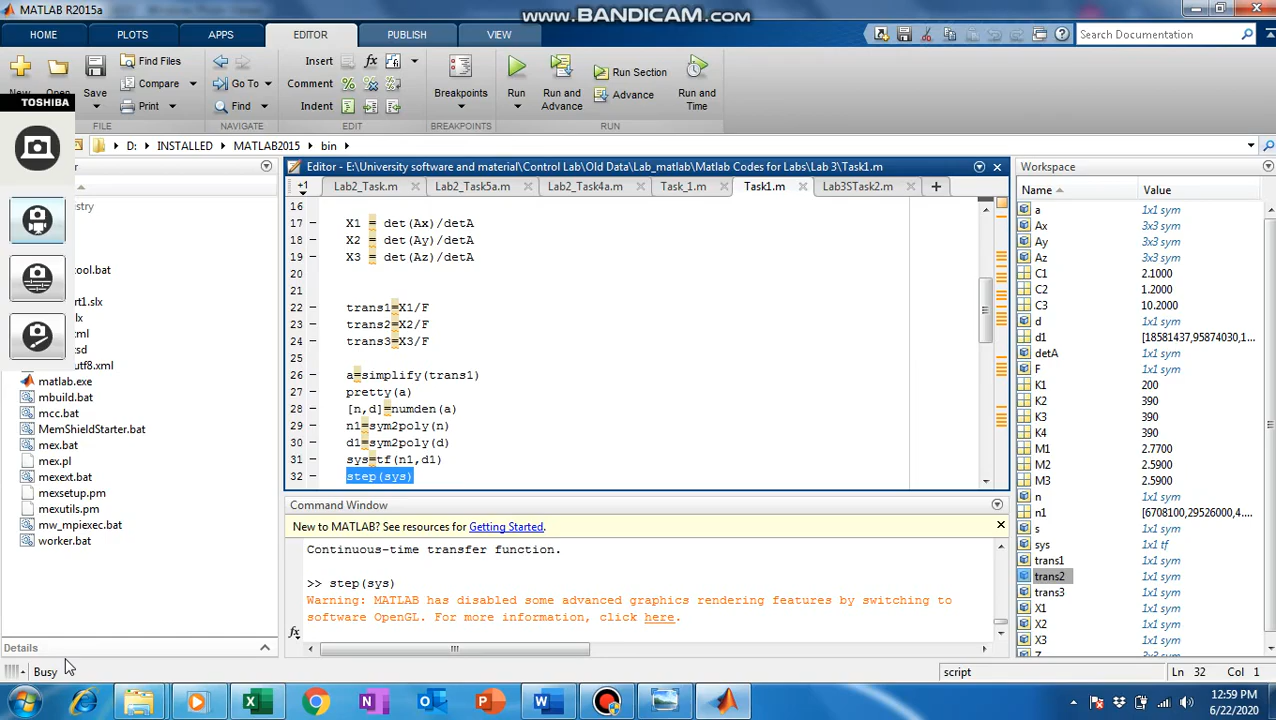 MATLAB R2015a
www.BANDICAM.com
HOME PLOTS APPS EDITOR PUBLISH VIEW Search Documentation
New Open Save Find Files Compare Print
Insert Comment Indent
Go To Find
Breakpoints Run Run and Advance Run Section Advance Run and Time
FILE NAVIGATE EDIT BREAKPOINTS RUN
TOSHIBA
D: INSTALLED MATLAB2015 bin
Editor - E:\University software and material\Control Lab\Old Data\Lab_matlab\Matlab Codes for Labs\Lab 3\Task1.m
Lab2_Task.m Lab2_Task5a.m Lab2_Task4a.m Task_1.m Task1.m Lab3STask2.m
16
17 X1 = det(Ax)/detA
18 X2 = det(Ay)/detA
19 X3 = det(Az)/detA
20
21
22 trans1=X1/F
23 trans2=X2/F
24 trans3=X3/F
25
26 a=simplify(trans1)
27 pretty(a)
28 [n,d]=numden(a)
29 n1=sym2poly(n)
30 d1=sym2poly(d)
31 sys=tf(n1,d1)
32 step(sys)
Command Window
New to MATLAB? See resources for Getting Started.
Continuous-time transfer function.
>> step(sys)
Warning: MATLAB has disabled some advanced graphics rendering features by switching to
software OpenGL. For more information, click here.
fx
matlab.exe
mbuild.bat
mcc.bat
MemShieldStarter.bat
mex.bat
mex.pl
mexext.bat
mexsetup.pm
mexutils.pm
mw_mpiexec.bat
worker.bat
Details
Busy
Workspace
Name Value
a 1x1 sym
Ax 3x3 sym
Ay 3x3 sym
Az 3x3 sym
C1 2.1000
C2 1.2000
C3 10.2000
d 1x1 sym
d1 [18581437,95874030,1...
detA 1x1 sym
F 1x1 sym
K1 200
K2 390
K3 390
K4 390
M1 2.7700
M2 2.5900
M3 2.5900
n 1x1 sym
n1 [6708100,29526000,4....
s 1x1 sym
sys 1x1 tf
trans1 1x1 sym
trans2 1x1 sym
trans3 1x1 sym
X1 1x1 sym
X2 1x1 sym
X3 1x1 sym
script Ln 32 Col 1
12:59 PM
6/22/2020